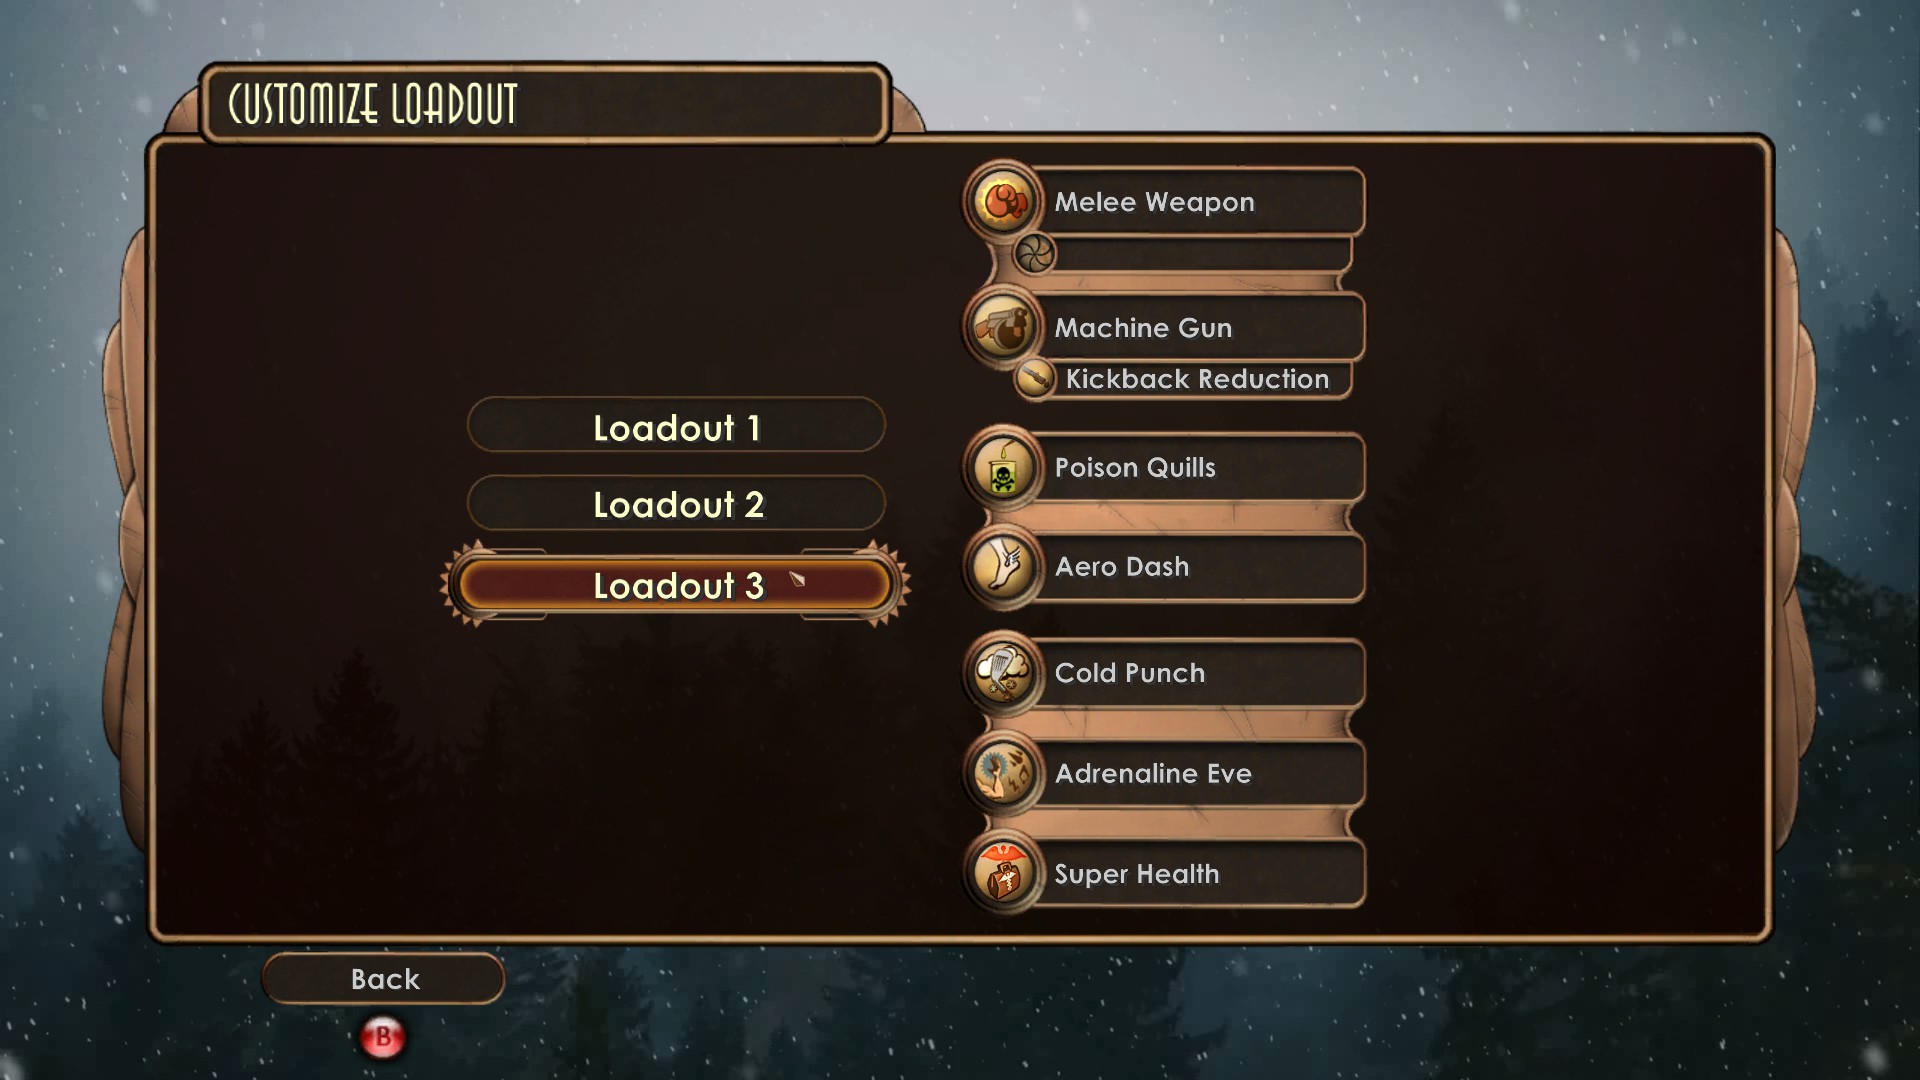 CUSTOMIZE LOADOUT
Loadout 1
Loadout 2
Loadout 3
Melee Weapon
Machine Gun
Kickback Reduction
Poison Quills
Aero Dash
Cold Punch
Adrenaline Eve
Super Health
Back
B